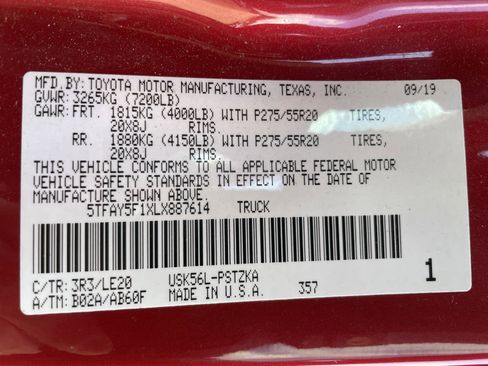 MFD.BY: TOYOTA MOTOR MANUFACTURING, TEXAS, INC. 09/19
GVWR: 3265KG (7200LB)
GAWR: FRT. 1815KG (4000LB) WITH P275/55R20 TIRES,
20X8J RIMS.
RR. 1880KG (4150LB) WITH P275/55R20 TIRES,
20X8J RIMS.
THIS VEHICLE CONFORMS TO ALL APPLICABLE FEDERAL MOTOR
VEHICLE SAFETY STANDARDS IN EFFECT ON THE DATE OF
MANUFACTURE SHOWN ABOVE.
5TFAY5F1XLX887614 TRUCK
C/TR: 3R3/LE20 USK56L-PSTZKA 1
A/TM: B02A/AB60F MADE IN U.S.A. 357